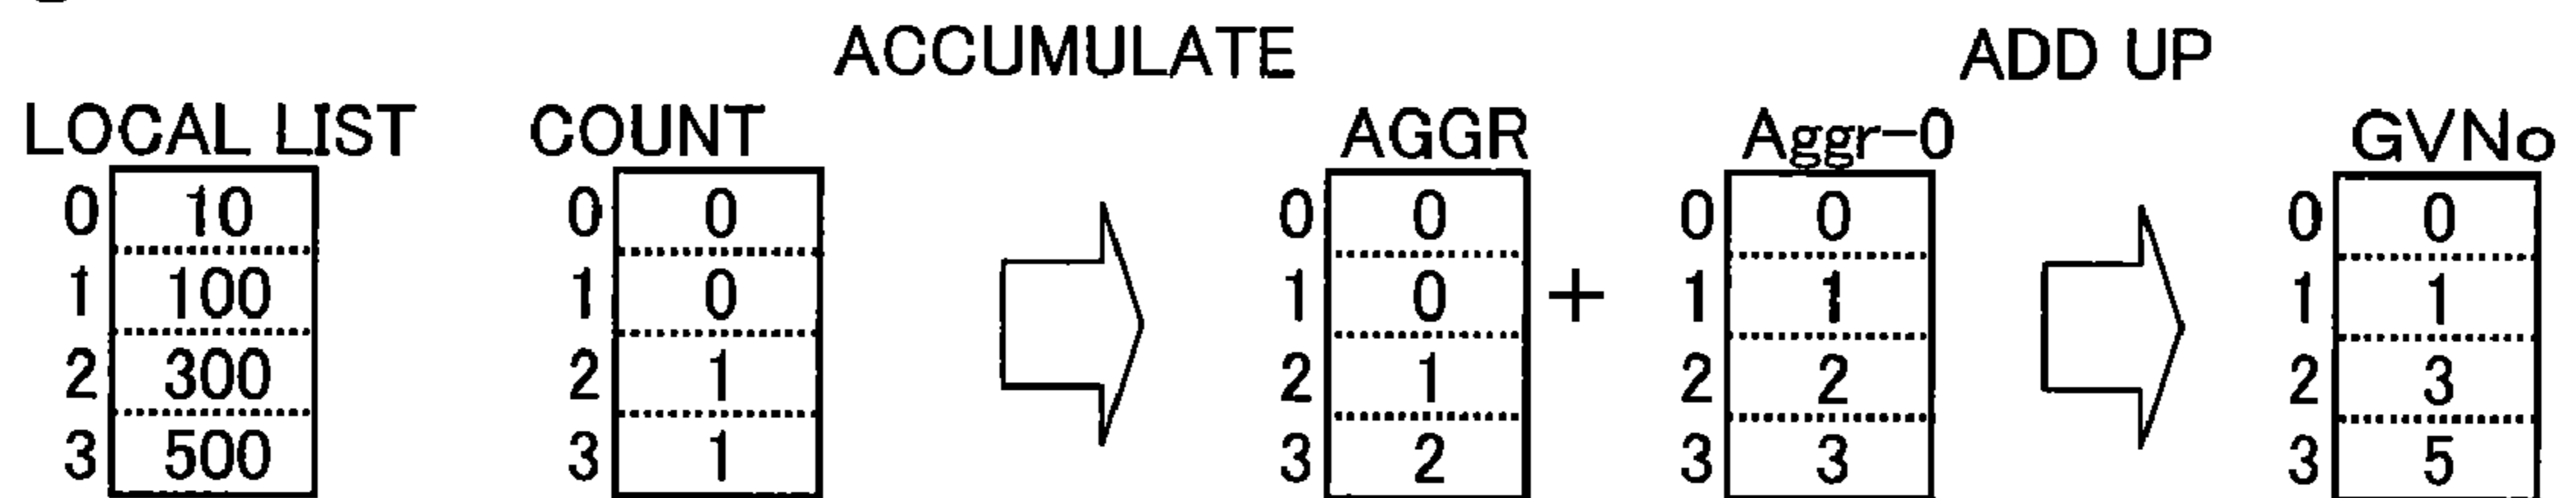 ACCUMULATE ADD UP
LOCAL LIST COUNT AGGR Aggr-0 GVNo
0 10 0 0 0 0 0 0 0 0
1 100 1 0 1 0 + 1 1 1 1
2 300 2 1 2 1 2 2 2 3
3 500 3 1 3 2 3 3 3 5